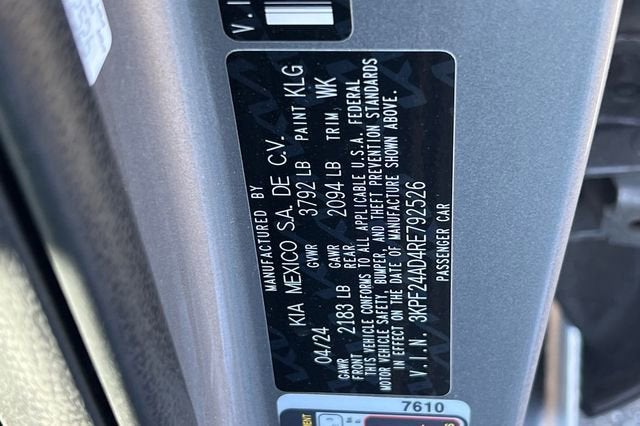 V.I
MANUFACTURED BY
KIA MEXICO S.A. DE C.V.
04/24 GVWR 3792 LB PAINT KLG
GAWR FRONT 2183 LB GAWR REAR 2094 LB TRIM WK
THIS VEHICLE CONFORMS TO ALL APPLICABLE U.S.A. FEDERAL
MOTOR VEHICLE SAFETY, BUMPER, AND THEFT PREVENTION STANDARDS
IN EFFECT ON THE DATE OF MANUFACTURE SHOWN ABOVE.
V.I.N. 3KPF24AD4RE792526
PASSENGER CAR
7610